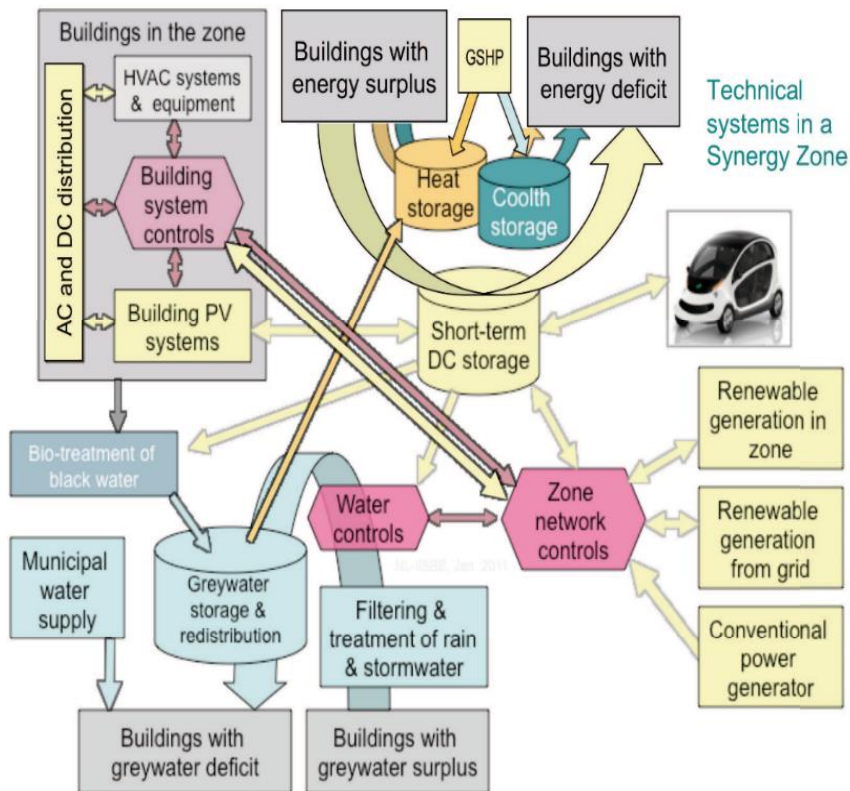 Buildings in the zone
HVAC systems
& equipment
AC and DC distribution
Building
system
controls
Building PV
systems
Buildings with
energy surplus
GSHP
Buildings with
energy deficit
Technical
systems in a
Synergy Zone
Heat
storage
Coolth
storage
Short-term
DC storage
Renewable
generation in
zone
Bio-treatment of
black water
Water
controls
Zone
network
controls
Renewable
generation
from grid
Municipal
water
supply
Greywater
storage &
redistribution
Filtering &
treatment of rain
& stormwater
Conventional
power
generator
Buildings with
greywater deficit
Buildings with
greywater surplus